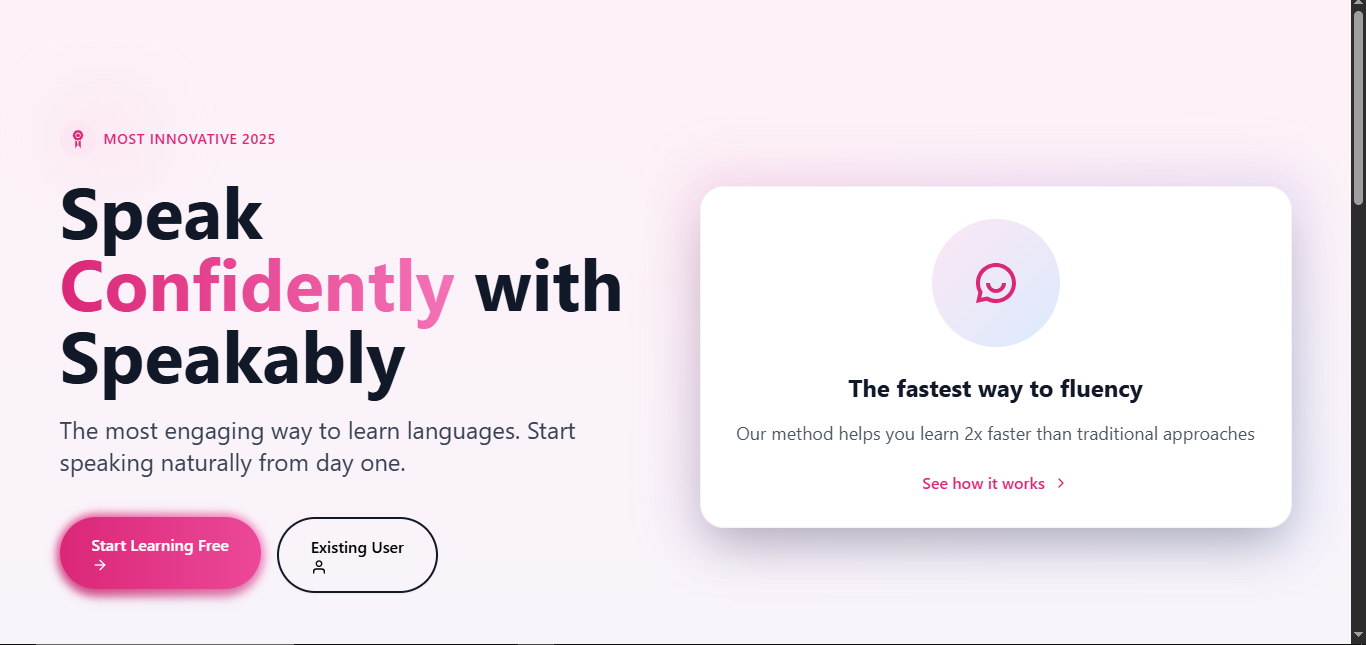 MOST INNOVATIVE 2025
Speak
Confidently with
Speakably
The most engaging way to learn languages. Start
speaking naturally from day one.
Start Learning Free
Existing User
The fastest way to fluency
Our method helps you learn 2x faster than traditional approaches
See how it works